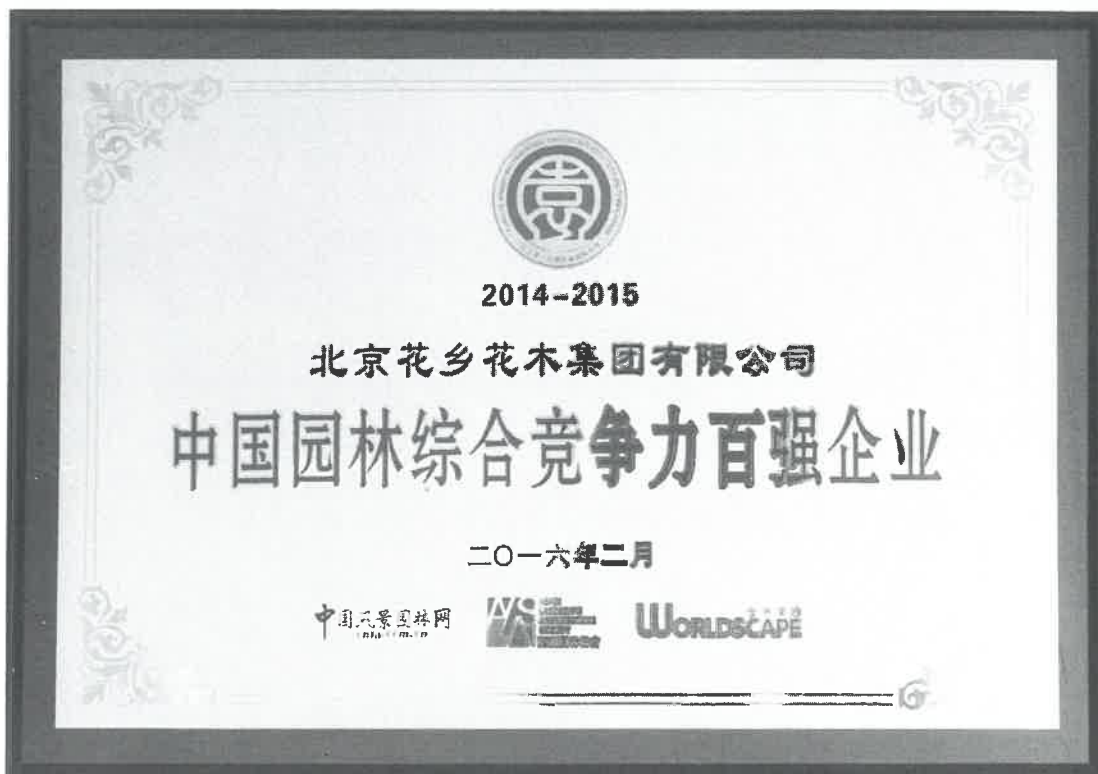 2014-2015
北京花乡花木集团有限公司
中国园林综合竞争力百强企业
二〇一六年二月
中国风景园林网
WORLDSCAPE